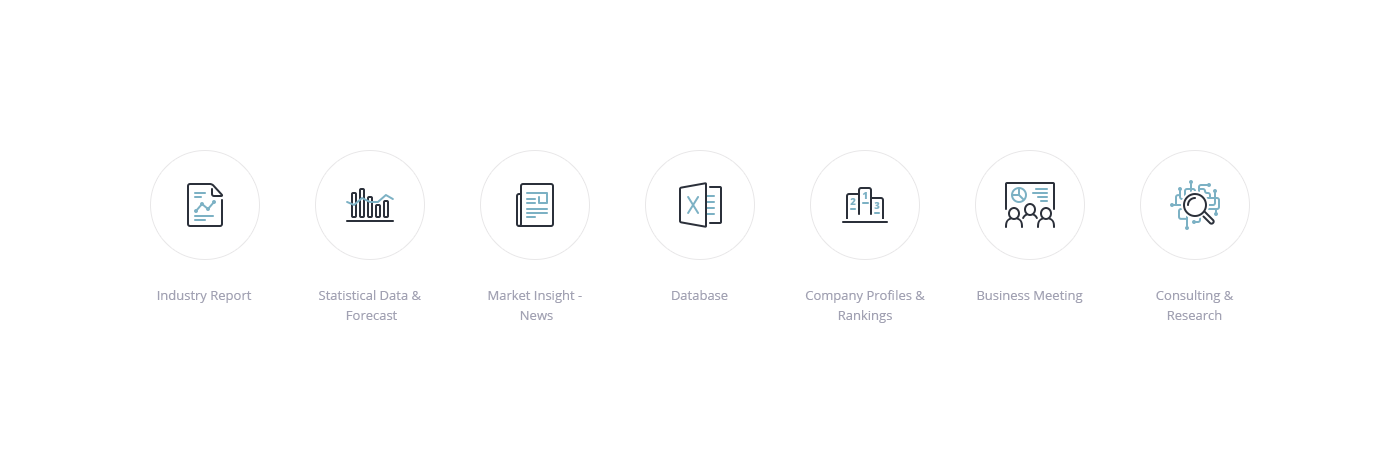 2
1
3
Industry Report
Statistical Data &
Forecast
Market Insight -
News
Database
Company Profiles &
Rankings
Business Meeting
Consulting &
Research